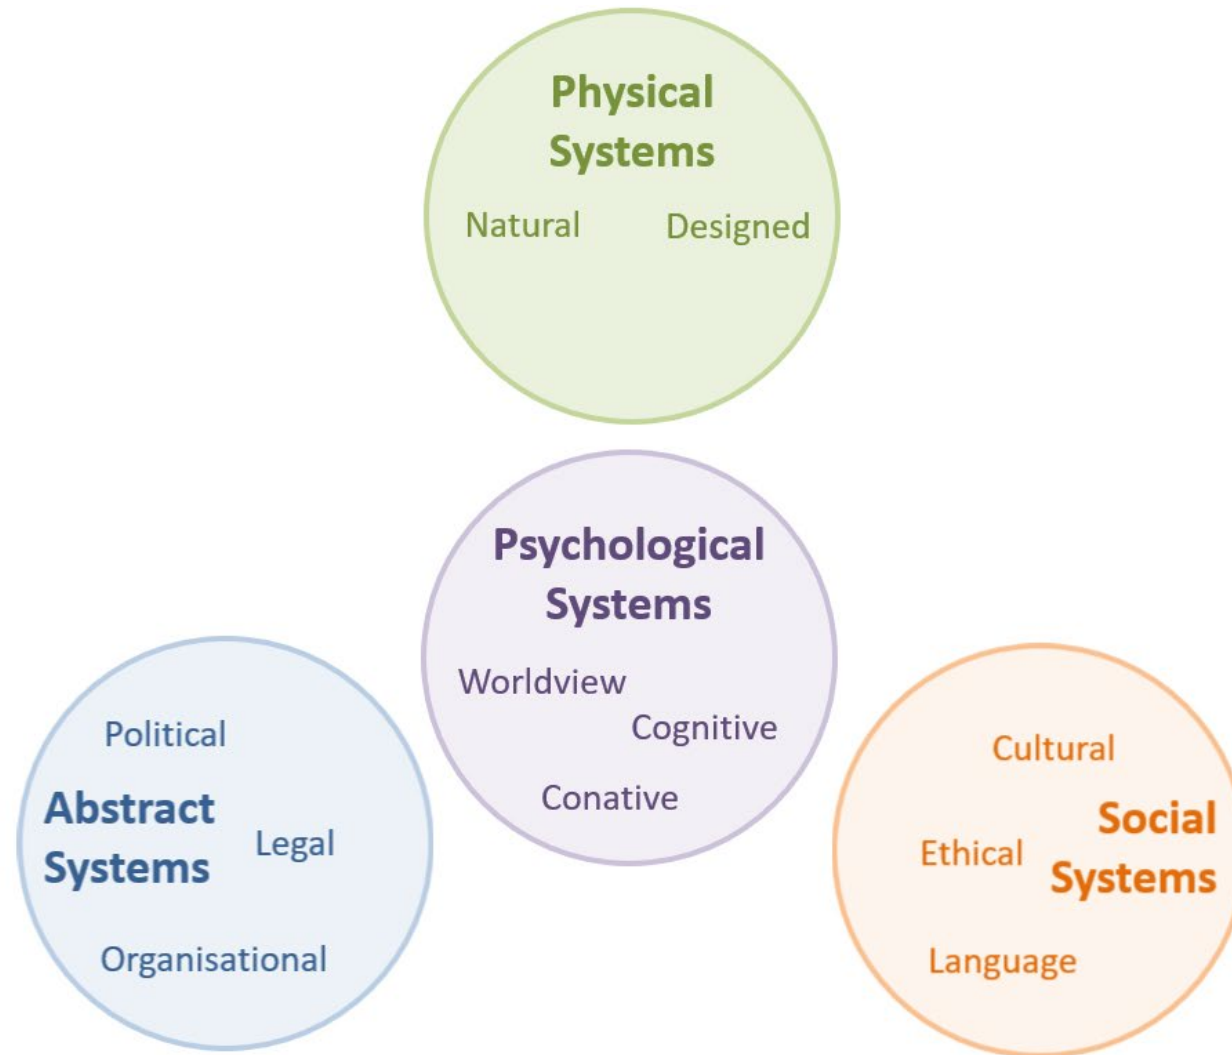 Physical
Systems
Natural
Designed
Psychological
Systems
Worldview
Cognitive
Conative
Political
Abstract
Systems
Legal
Organisational
Cultural
Social
Systems
Ethical
Language